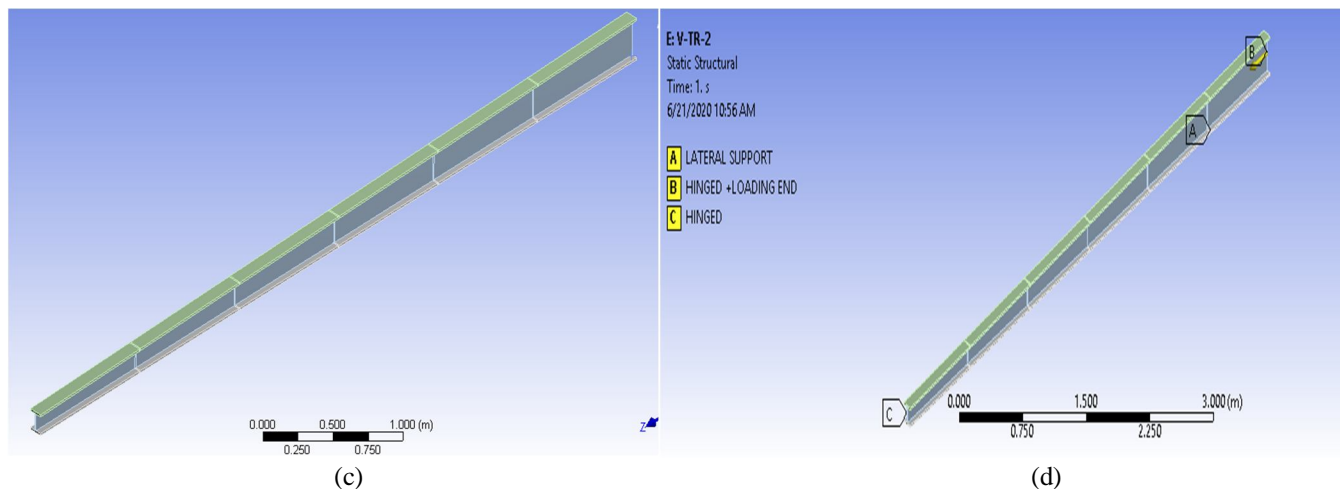 0.000 0.500 1.000 (m)
0.250 0.750
Z
(c)
E: V-TR-2
Static Structural
Time: 1. s
6/21/2020 10:56 AM
A LATERAL SUPPORT
B HINGED +LOADING END
C HINGED
B
A
C
0.000 1.500 3.000 (m)
0.750 2.250
(d)